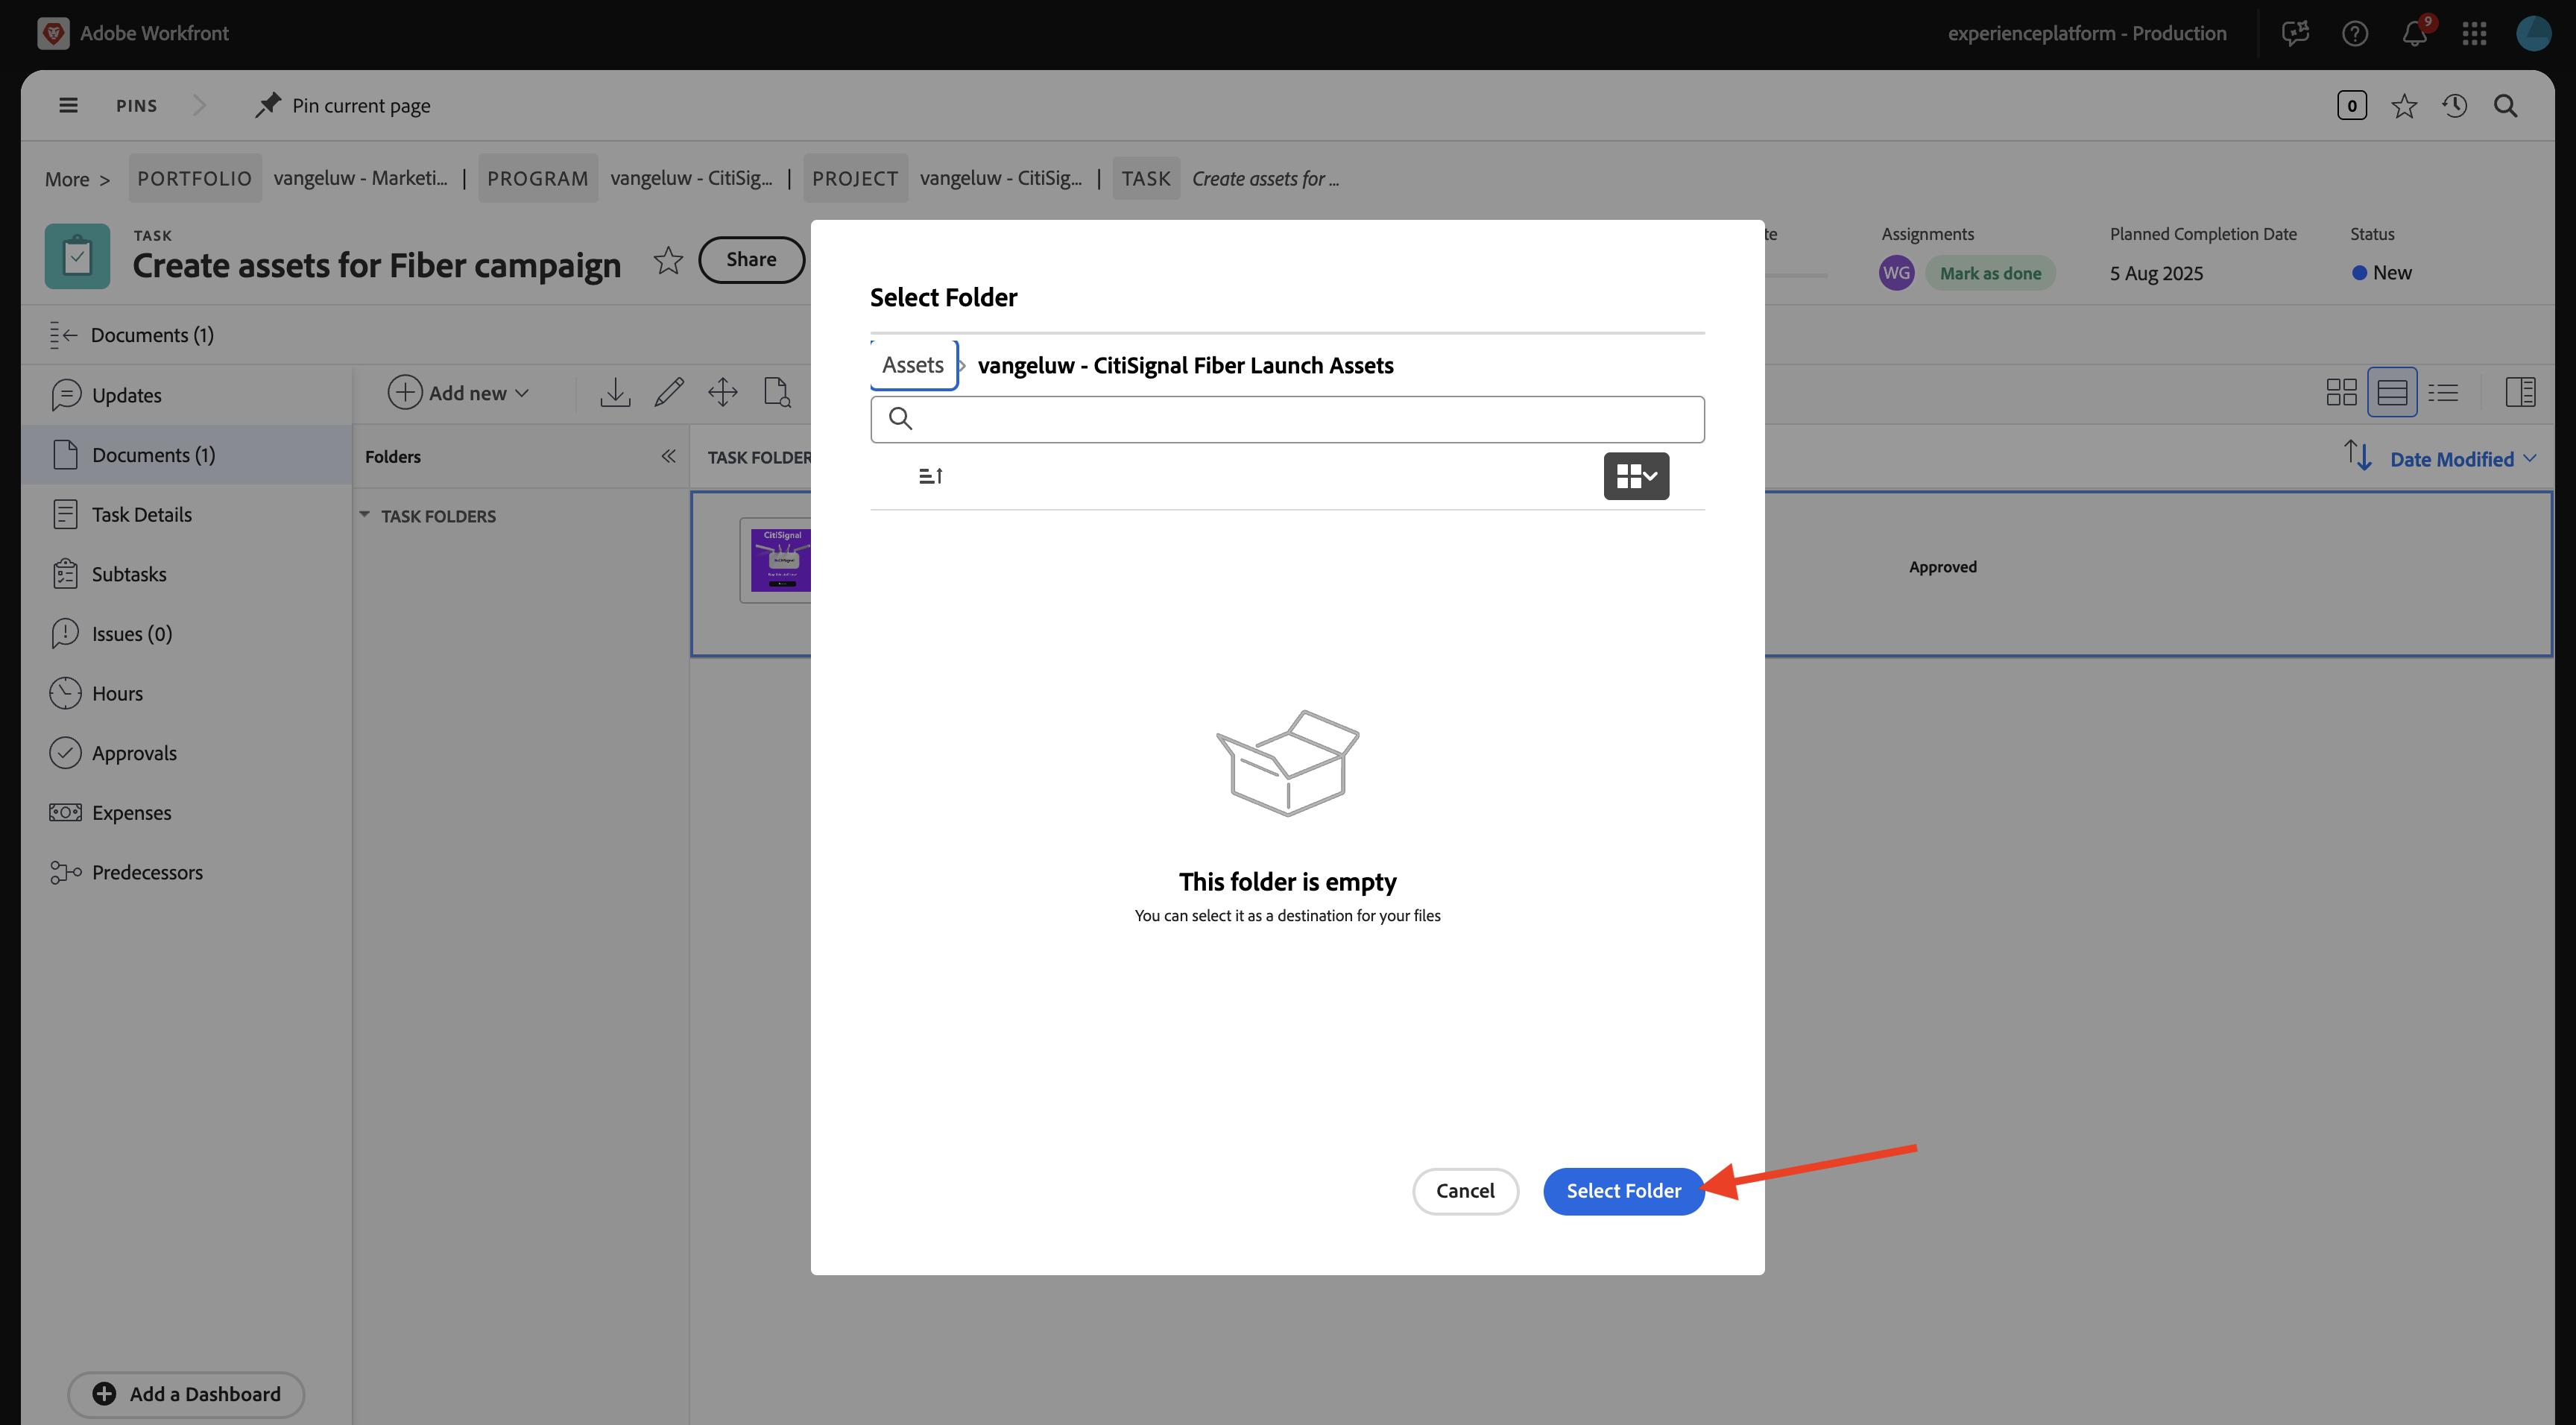 Adobe Workfront
experienceplatform - Production
9
PINS
Pin current page
0
More > PORTFOLIO vangeluw - Marketi... | PROGRAM vangeluw - CitiSig... | PROJECT vangeluw - CitiSig... | TASK Create assets for ...
TASK
Create assets for Fiber campaign
Share
te
Assignments
WG
Mark as done
Planned Completion Date
5 Aug 2025
Status
New
Documents (1)
Updates
Documents (1)
Task Details
Subtasks
Issues (0)
Hours
Approvals
Expenses
Predecessors
Add a Dashboard
Add new
Folders
TASK FOLDERS
TASK FOLDER
CitiSignal
Date Modified
Approved
Select Folder
Assets > vangeluw - CitiSignal Fiber Launch Assets
This folder is empty
You can select it as a destination for your files
Cancel
Select Folder